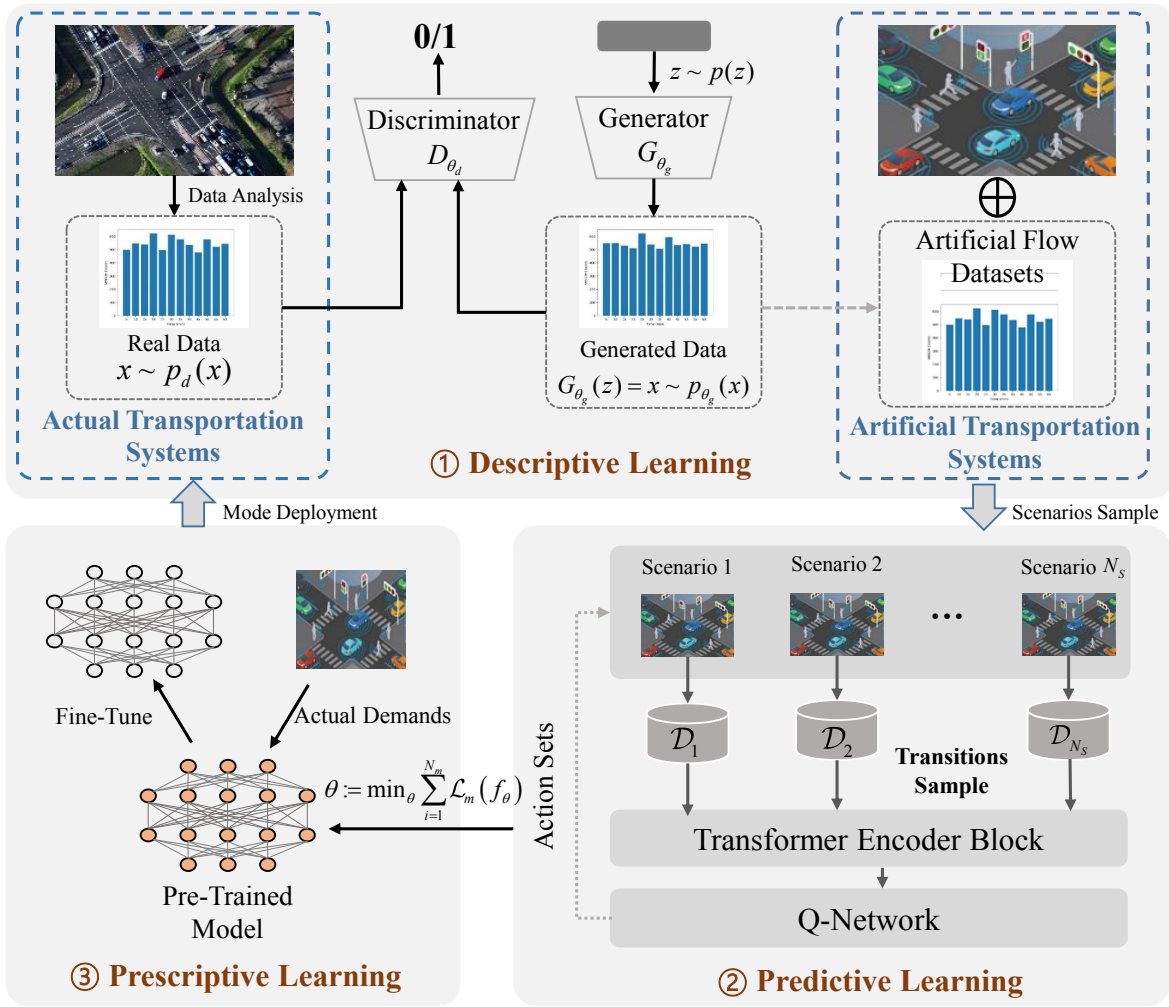 0/1
z ~ p(z)
Discriminator
D_{θ_d}
Generator
G_{θ_g}
Data Analysis
Real Data
x ~ p_d(x)
Actual Transportation
Systems
Generated Data
G_{θ_g}(z) = x ~ p_{θ_g}(x)
Artificial Flow
Datasets
Artificial Transportation
Systems
① Descriptive Learning
Mode Deployment
Scenarios Sample
Fine-Tune
Actual Demands
θ := min_θ ∑_{i=1}^{N_m} ℒ_m(f_θ)
Pre-Trained
Model
③ Prescriptive Learning
Action Sets
Scenario 1
Scenario 2
...
Scenario N_S
𝒟_1
𝒟_2
𝒟_{N_S}
Transitions
Sample
Transformer Encoder Block
Q-Network
② Predictive Learning